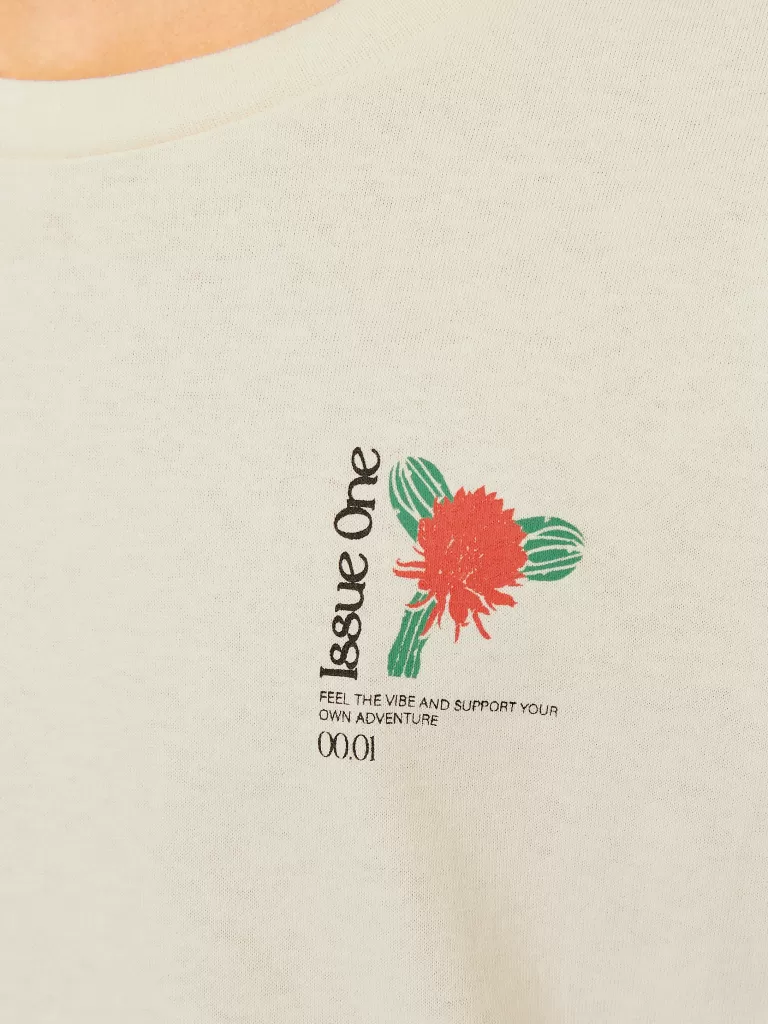 Issue One
FEEL THE VIBE AND SUPPORT YOUR
OWN ADVENTURE
00.01